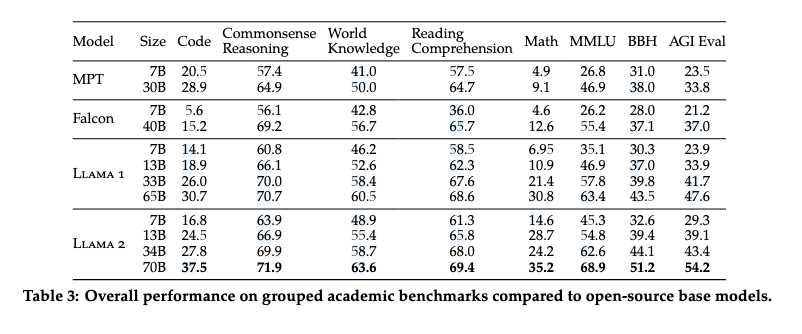 Model Size Code Commonsense Reasoning World Knowledge Reading Comprehension Math MMLU BBH AGI Eval
MPT
7B 20.5 57.4 41.0 57.5 4.9 26.8 31.0 23.5
30B 28.9 64.9 50.0 64.7 9.1 46.9 38.0 33.8
Falcon
7B 5.6 56.1 42.8 36.0 4.6 26.2 28.0 21.2
40B 15.2 69.2 56.7 65.7 12.6 55.4 37.1 37.0
LLAMA 1
7B 14.1 60.8 46.2 58.5 6.95 35.1 30.3 23.9
13B 18.9 66.1 52.6 62.3 10.9 46.9 37.0 33.9
33B 26.0 70.0 58.4 67.6 21.4 57.8 39.8 41.7
65B 30.7 70.7 60.5 68.6 30.8 63.4 43.5 47.6
LLAMA 2
7B 16.8 63.9 48.9 61.3 14.6 45.3 32.6 29.3
13B 24.5 66.9 55.4 65.8 28.7 54.8 39.4 39.1
34B 27.8 69.9 58.7 68.0 24.2 62.6 44.1 43.4
70B 37.5 71.9 63.6 69.4 35.2 68.9 51.2 54.2
Table 3: Overall performance on grouped academic benchmarks compared to open-source base models.